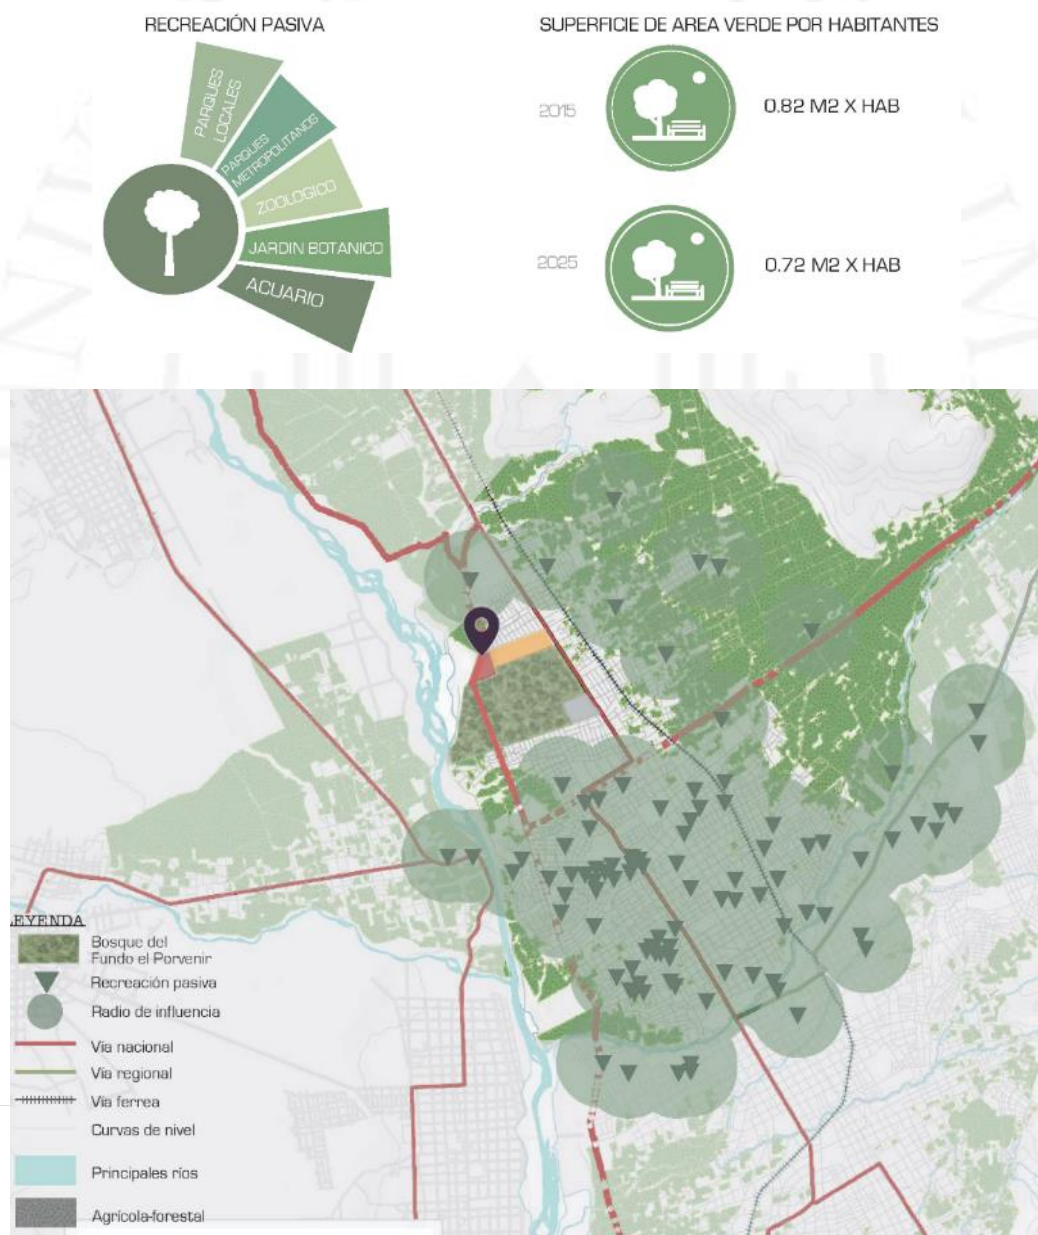 RECREACIÓN PASIVA
SUPERFICIE DE AREA VERDE POR HABITANTES
PARQUES
LOCALES
PARQUES
METROPOLITANOS
ZOOLOGICO
JARDIN BOTANICO
ACUARIO
2015
0.82 M2 X HAB
2025
0.72 M2 X HAB
LEYENDA
Bosque del
Fundo el Porvenir
Recreación pasiva
Radio de influencia
Vía nacional
Vía regional
Vía ferrea
Curvas de nivel
Principales ríos
Agrícola-forestal